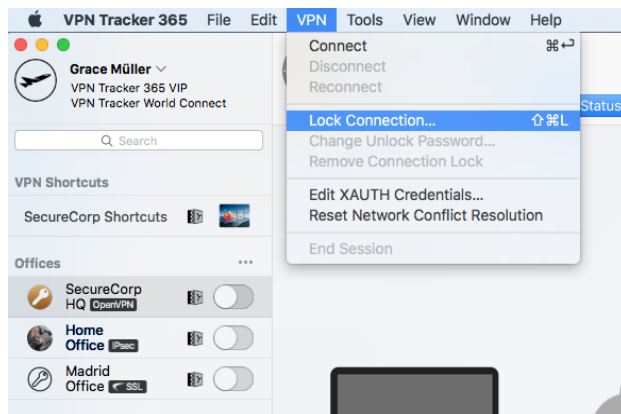 VPN Tracker 365 File Edit VPN Tools View Window Help
Grace Müller
VPN Tracker 365 VIP
VPN Tracker World Connect
Search
VPN Shortcuts
SecureCorp Shortcuts
Offices
SecureCorp
HQ OpenVPN
Home
Office IPsec
Madrid
Office SSL
Connect ⌘↩
Disconnect
Reconnect
Lock Connection... ⇧⌘L
Change Unlock Password...
Remove Connection Lock
Edit XAUTH Credentials...
Reset Network Conflict Resolution
End Session
Status